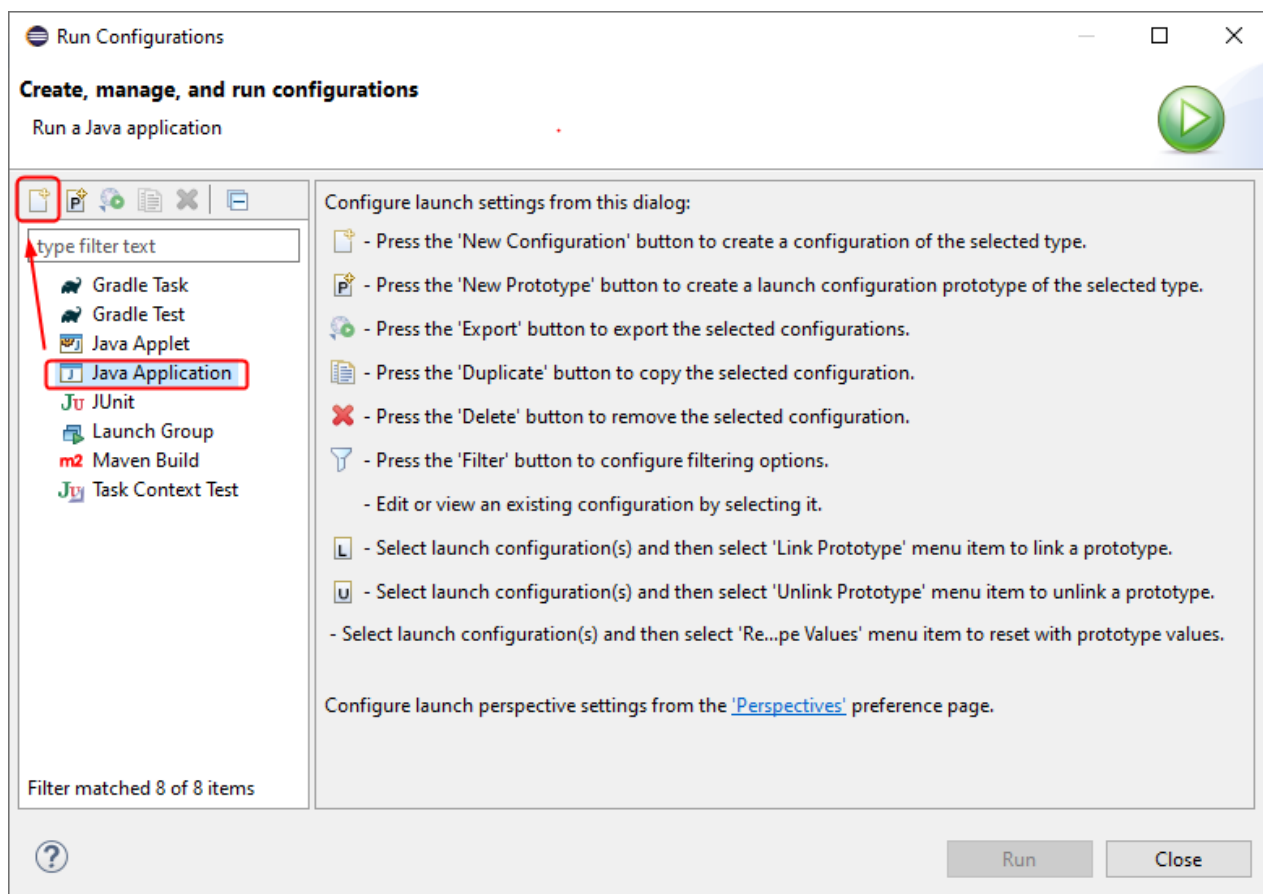 Run Configurations
Create, manage, and run configurations
Run a Java application
P
type filter text
Gradle Task
Gradle Test
Java Applet
J Java Application
Ju JUnit
Launch Group
m2 Maven Build
Ju Task Context Test
Filter matched 8 of 8 items
Configure launch settings from this dialog:
- Press the 'New Configuration' button to create a configuration of the selected type.
P - Press the 'New Prototype' button to create a launch configuration prototype of the selected type.
- Press the 'Export' button to export the selected configurations.
- Press the 'Duplicate' button to copy the selected configuration.
- Press the 'Delete' button to remove the selected configuration.
- Press the 'Filter' button to configure filtering options.
- Edit or view an existing configuration by selecting it.
L - Select launch configuration(s) and then select 'Link Prototype' menu item to link a prototype.
U - Select launch configuration(s) and then select 'Unlink Prototype' menu item to unlink a prototype.
- Select launch configuration(s) and then select 'Re...pe Values' menu item to reset with prototype values.
Configure launch perspective settings from the 'Perspectives' preference page.
?
Run
Close